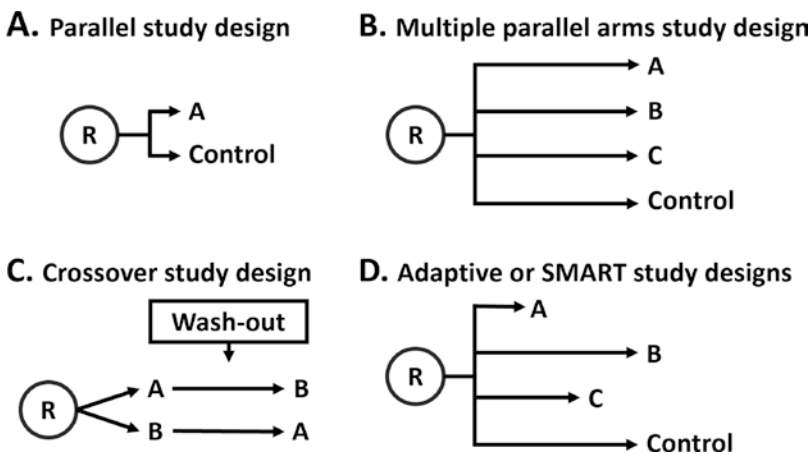 A. Parallel study design
R
A
Control
B. Multiple parallel arms study design
R
A
B
C
Control
C. Crossover study design
Wash-out
R
A
B
B
A
D. Adaptive or SMART study designs
R
A
B
C
Control